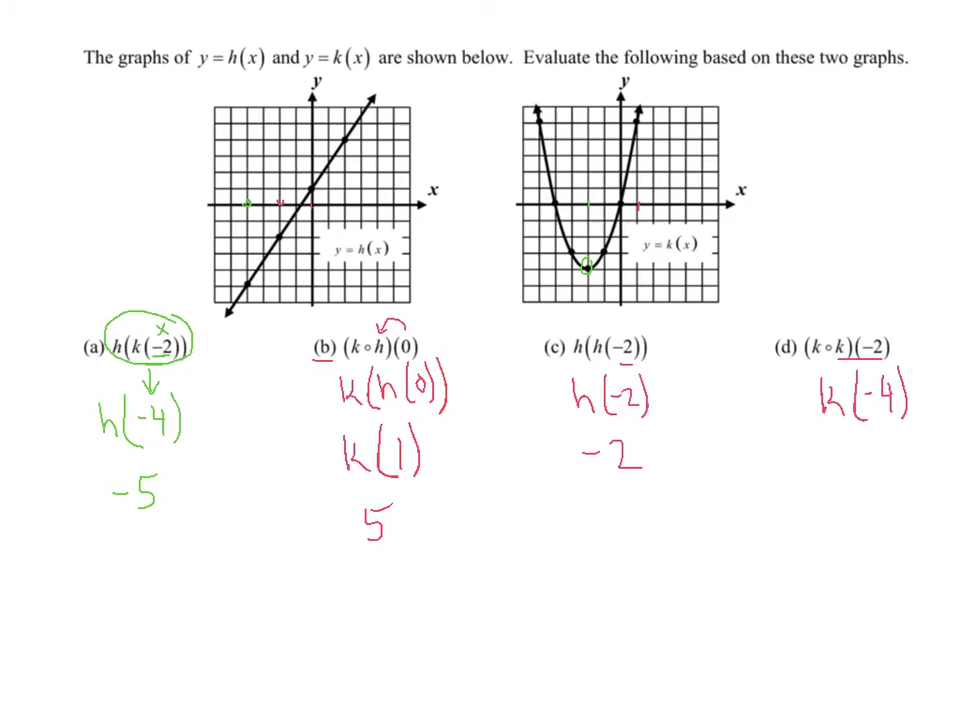 The graphs of y = h(x) and y = k(x) are shown below. Evaluate the following based on these two graphs.
y
y
x
x
y = h(x)
y = k(x)
x
(a) h(k(−2))
(b) (k ∘ h)(0)
(c) h(h(−2))
(d) (k ∘ k)(−2)
h(-4)
k(h(0))
h(-2)
k(-4)
-5
k(1)
-2
5